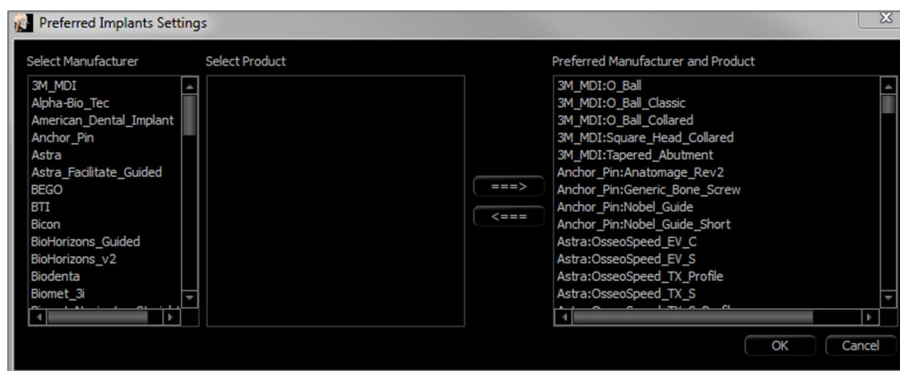 Preferred Implants Settings
Select Manufacturer
3M_MDI
Alpha-Bio_Tec
American_Dental_Implant
Anchor_Pin
Astra
Astra_Facilitate_Guided
BEGO
BTI
Bicon
BioHorizons_Guided
BioHorizons_v2
Biodenta
Biomet_3i
Select Product
===>
<===
Preferred Manufacturer and Product
3M_MDI:O_Ball
3M_MDI:O_Ball_Classic
3M_MDI:O_Ball_Collared
3M_MDI:Square_Head_Collared
3M_MDI:Tapered_Abutment
Anchor_Pin:Anatomage_Rev2
Anchor_Pin:Generic_Bone_Screw
Anchor_Pin:Nobel_Guide
Anchor_Pin:Nobel_Guide_Short
Astra:OsseoSpeed_EV_C
Astra:OsseoSpeed_EV_S
Astra:OsseoSpeed_TX_Profile
Astra:OsseoSpeed_TX_S
OK
Cancel